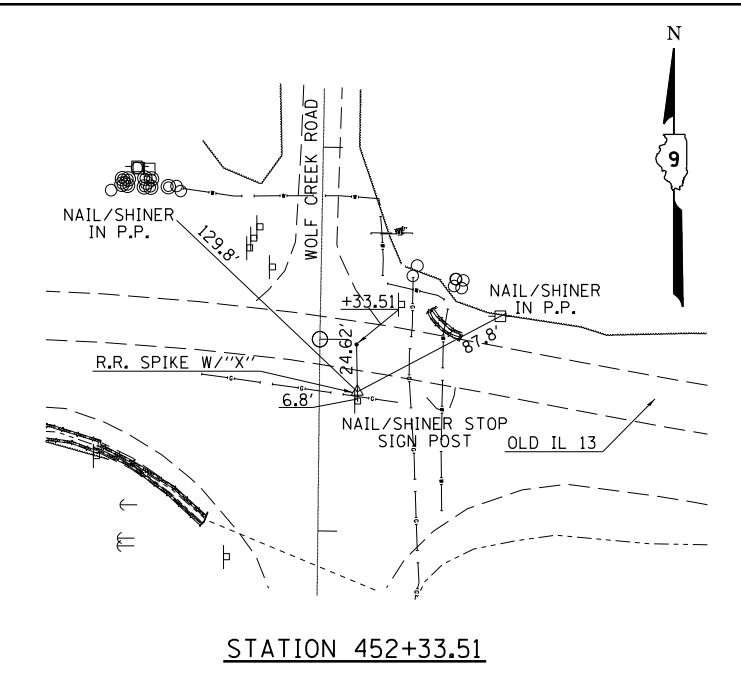 N
9
WOLF CREEK ROAD
NAIL/SHINER
IN P.P.
129.8'
+33.51
NAIL/SHINER
IN P.P.
24.62'
87.8'
R.R. SPIKE W/"X"
6.8'
NAIL/SHINER STOP
SIGN POST
OLD IL 13
STATION 452+33.51